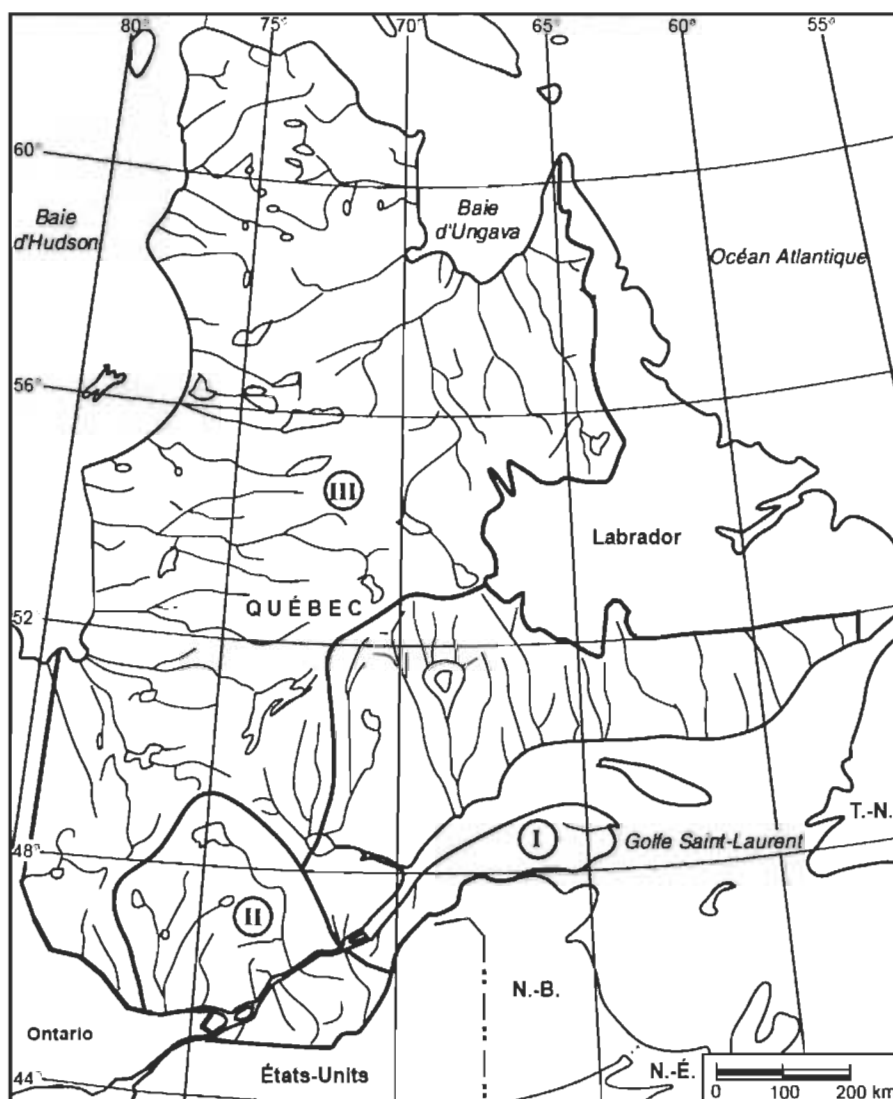 80° 75° 70° 65° 60° 55°
60°
Baie
d'Hudson
Baie
d'Ungava
Océan Atlantique
56°
III
Labrador
QUÉBEC
52
I
T.-N.
Golfe Saint-Laurent
48°
II
N.-B.
Ontario
États-Unis
N.-É.
44°
0 100 200 km